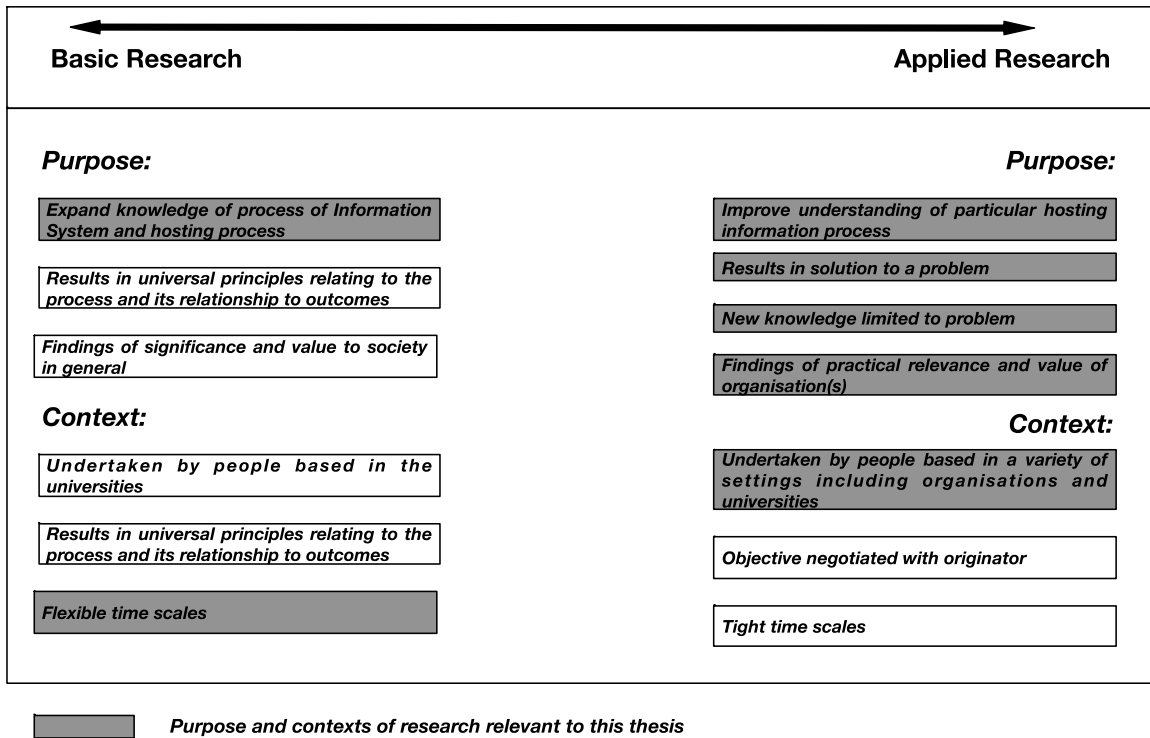 Basic Research
Applied Research
Purpose:
Expand knowledge of process of Information
System and hosting process
Results in universal principles relating to the
process and its relationship to outcomes
Findings of significance and value to society
in general
Context:
Undertaken by people based in the
universities
Results in universal principles relating to the
process and its relationship to outcomes
Flexible time scales
Purpose:
Improve understanding of particular hosting
information process
Results in solution to a problem
New knowledge limited to problem
Findings of practical relevance and value of
organisation(s)
Context:
Undertaken by people based in a variety of
settings including organisations and
universities
Objective negotiated with originator
Tight time scales
Purpose and contexts of research relevant to this thesis